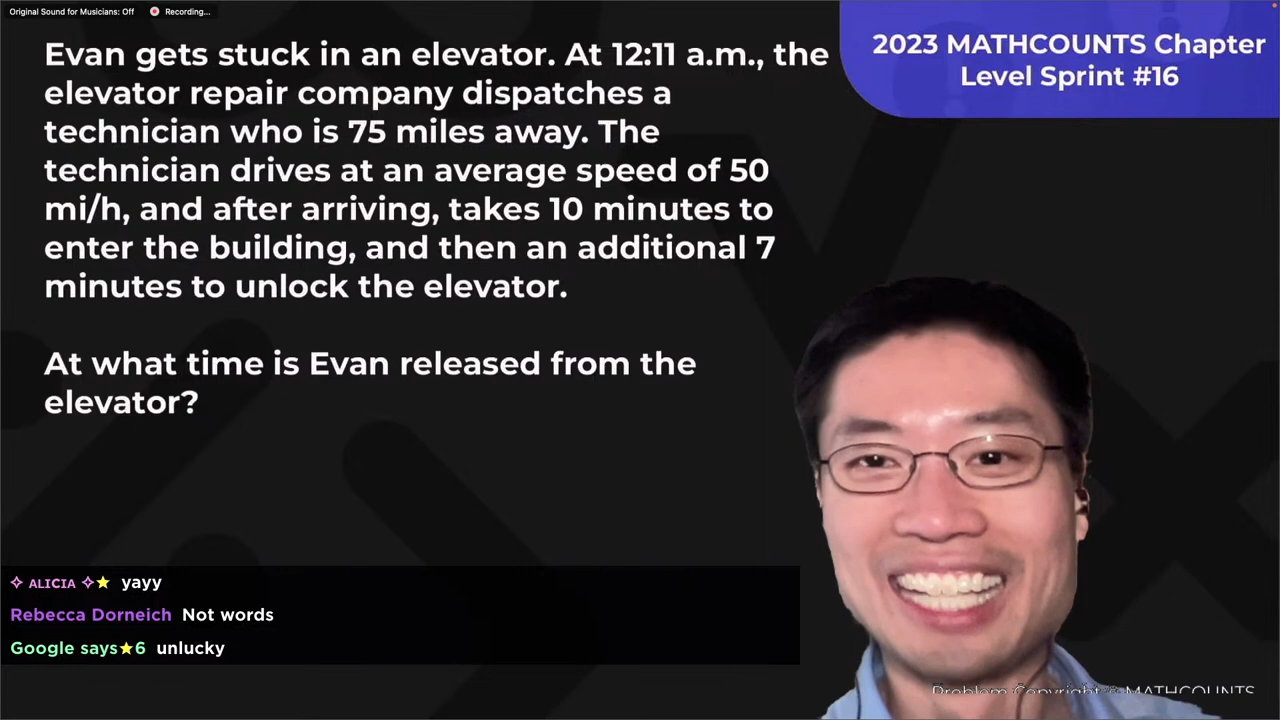 Original Sound for Musicians: Off Recording...
Evan gets stuck in an elevator. At 12:11 a.m., the
elevator repair company dispatches a
technician who is 75 miles away. The
technician drives at an average speed of 50
mi/h, and after arriving, takes 10 minutes to
enter the building, and then an additional 7
minutes to unlock the elevator.
At what time is Evan released from the
elevator?
2023 MATHCOUNTS Chapter
Level Sprint #16
✧ ALICIA ✧⭐ yayy
Rebecca Dorneich Not words
Google says⭐6 unlucky
Problem Copyright © MATHCOUNTS